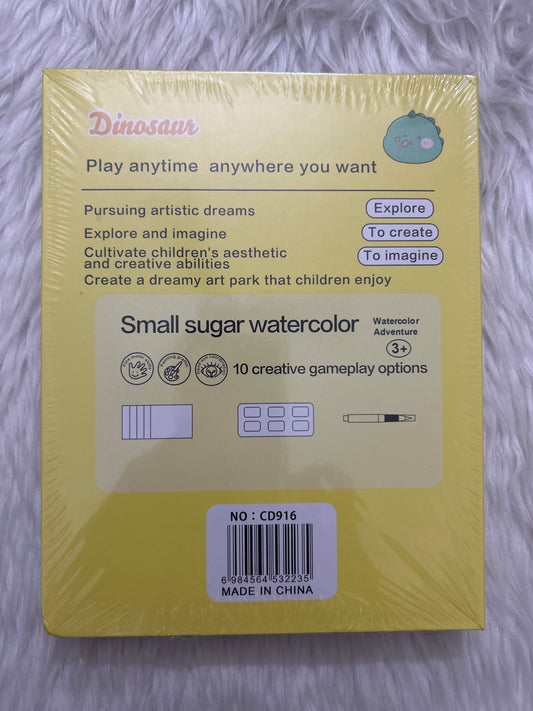 Dinosaur
Play anytime anywhere you want
Pursuing artistic dreams
Explore
Explore and imagine
To create
Cultivate children's aesthetic
and creative abilities
To imagine
Create a dreamy art park that children enjoy
Small sugar watercolor
Watercolor
Adventure
3+
10 creative gameplay options
NO：CD916
6 984564 532235
MADE IN CHINA